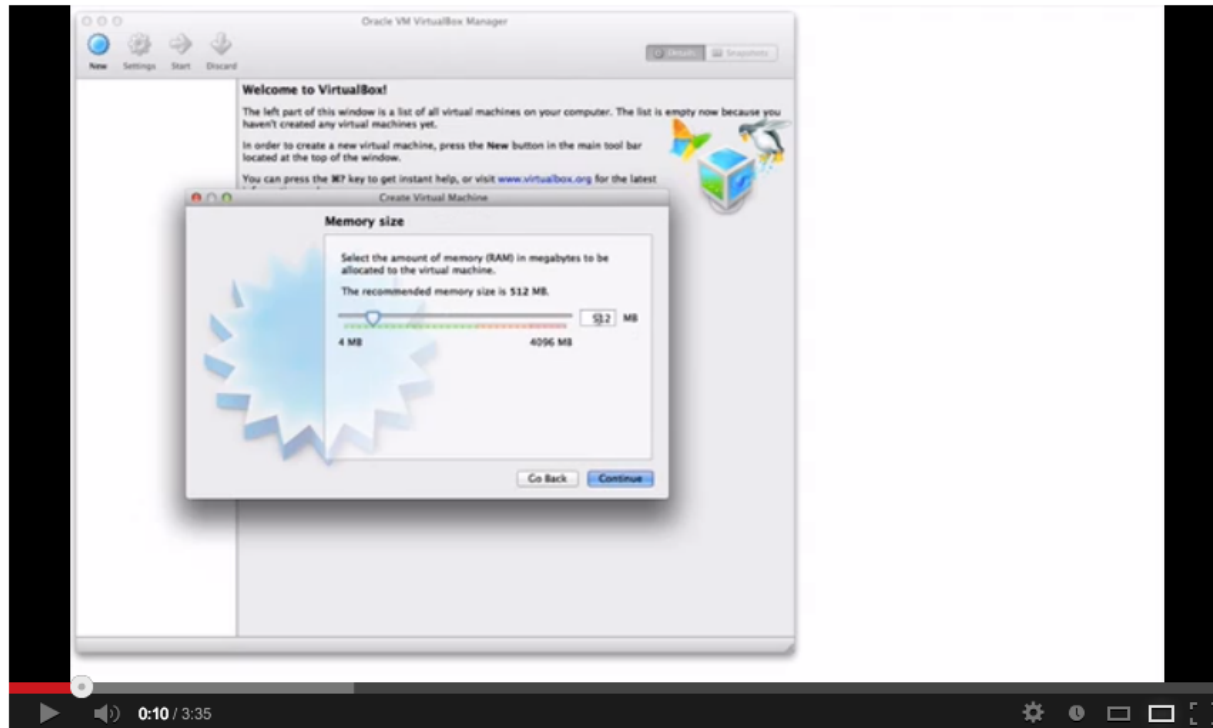 Oracle VM VirtualBox Manager
New Settings Start Discard
Details Snapshots
Welcome to VirtualBox!
The left part of this window is a list of all virtual machines on your computer. The list is empty now because you
haven't created any virtual machines yet.
In order to create a new virtual machine, press the New button in the main tool bar
located at the top of the window.
You can press the ⌘? key to get instant help, or visit www.virtualbox.org for the latest
Create Virtual Machine
Memory size
Select the amount of memory (RAM) in megabytes to be
allocated to the virtual machine.
The recommended memory size is 512 MB.
512 MB
4 MB 4096 MB
Go Back Continue
0:10 / 3:35